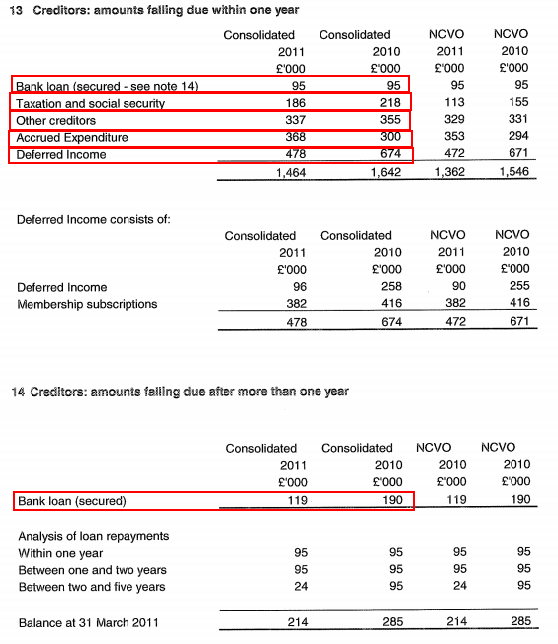 13 Creditors: amounts falling due within one year
Consolidated Consolidated NCVO NCVO
2011 2010 2011 2010
£'000 £'000 £'000 £'000
Bank loan (secured - see note 14) 95 95 95 95
Taxation and social security 186 218 113 155
Other creditors 337 355 329 331
Accrued Expenditure 368 300 353 294
Deferred Income 478 674 472 671
1,464 1,642 1,362 1,546
Deferred Income consists of:
Consolidated Consolidated NCVO NCVO
2011 2010 2011 2010
£'000 £'000 £'000 £'000
Deferred Income 96 258 90 255
Membership subscriptions 382 416 382 416
478 674 472 671
14 Creditors: amounts falling due after more than one year
Consolidated Consolidated NCVO NCVO
2011 2010 2010 2010
£'000 £'000 £'000 £'000
Bank loan (secured) 119 190 119 190
Analysis of loan repayments
Within one year 95 95 95 95
Between one and two years 95 95 95 95
Between two and five years 24 95 24 95
Balance at 31 March 2011 214 285 214 285